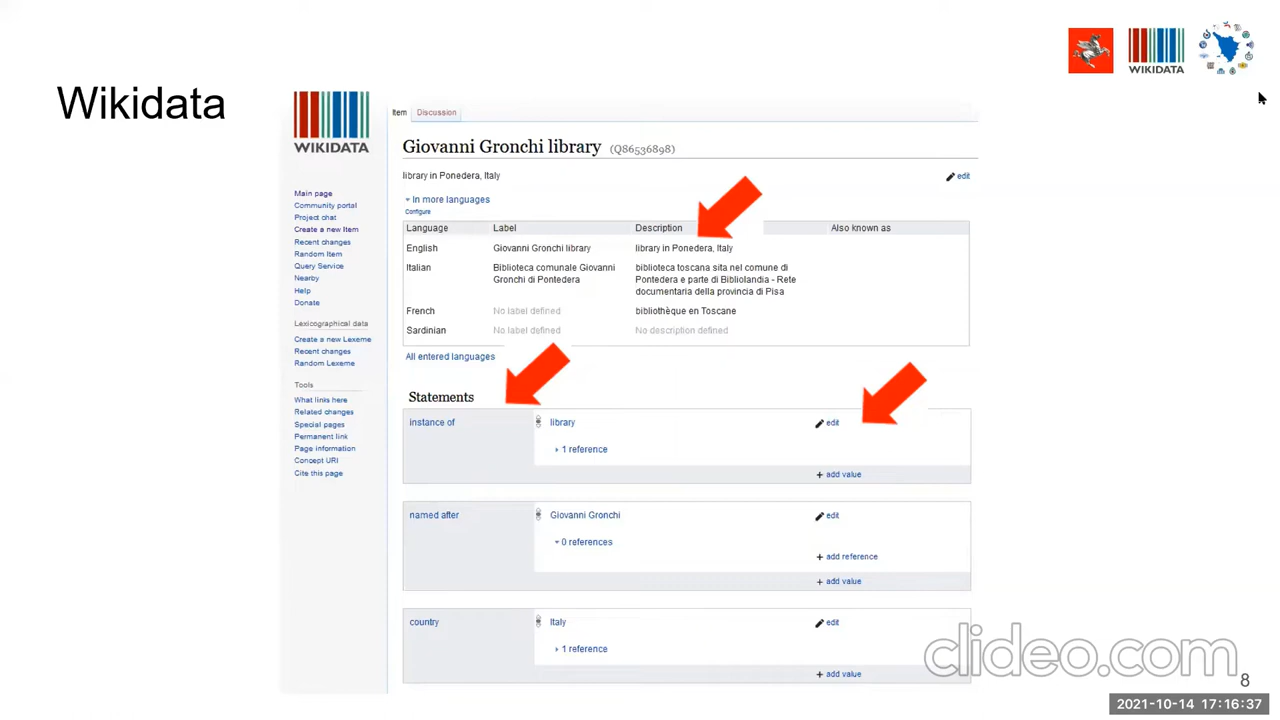 WIKIDATA
Wikidata
WIKIDATA
Item Discussion
Giovanni Gronchi library (Q86536898)
library in Ponedera, Italy
edit
In more languages
Configure
Language Label Description Also known as
English Giovanni Gronchi library library in Ponedera, Italy
Italian Biblioteca comunale Giovanni Gronchi di Pontedera biblioteca toscana sita nel comune di
Pontedera e parte di Bibliolandia - Rete
documentaria della provincia di Pisa
French No label defined bibliothèque en Toscane
Sardinian No label defined No description defined
All entered languages
Main page
Community portal
Project chat
Create a new Item
Recent changes
Random Item
Query Service
Nearby
Help
Donate
Lexicographical data
Create a new Lexeme
Recent changes
Random Lexeme
Tools
What links here
Related changes
Special pages
Permanent link
Page information
Concept URI
Cite this page
Statements
instance of library edit
1 reference
+ add value
named after Giovanni Gronchi edit
0 references
+ add reference
+ add value
country Italy edit
1 reference
+ add value
clideo.com
8
2021-10-14 17:16:37